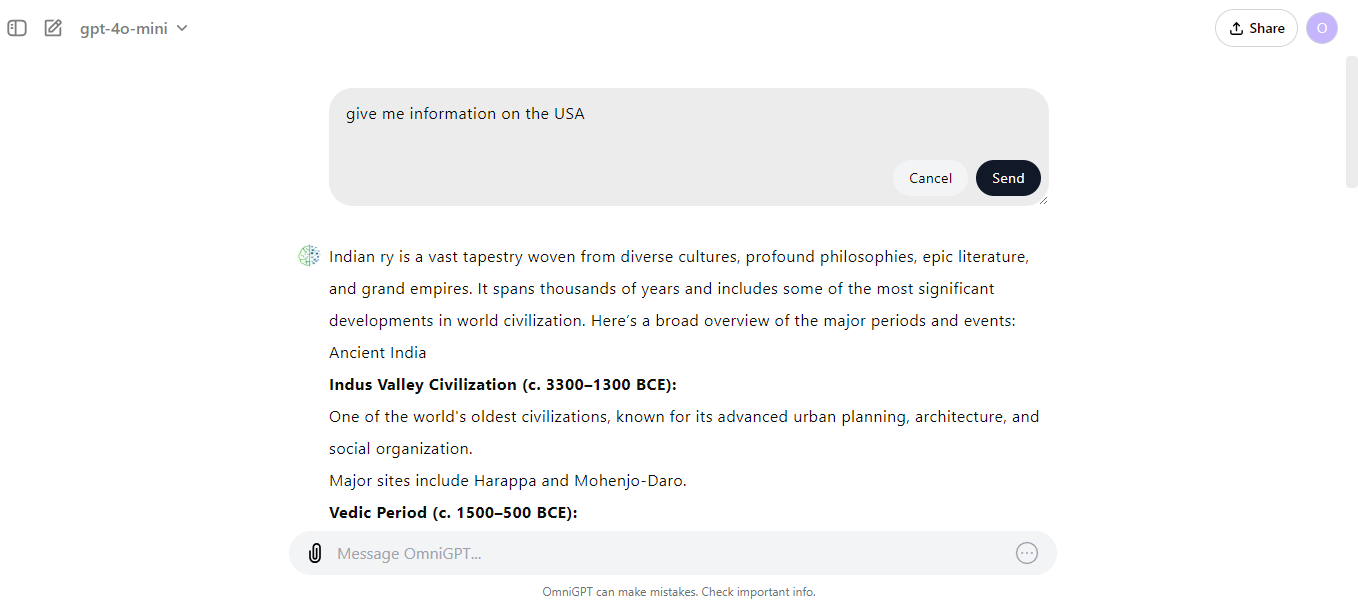 gpt-4o-mini
Share
O
give me information on the USA
Cancel
Send
Indian ry is a vast tapestry woven from diverse cultures, profound philosophies, epic literature,
and grand empires. It spans thousands of years and includes some of the most significant
developments in world civilization. Here's a broad overview of the major periods and events:
Ancient India
Indus Valley Civilization (c. 3300–1300 BCE):
One of the world's oldest civilizations, known for its advanced urban planning, architecture, and
social organization.
Major sites include Harappa and Mohenjo-Daro.
Vedic Period (c. 1500–500 BCE):
Message OmniGPT...
OmniGPT can make mistakes. Check important info.